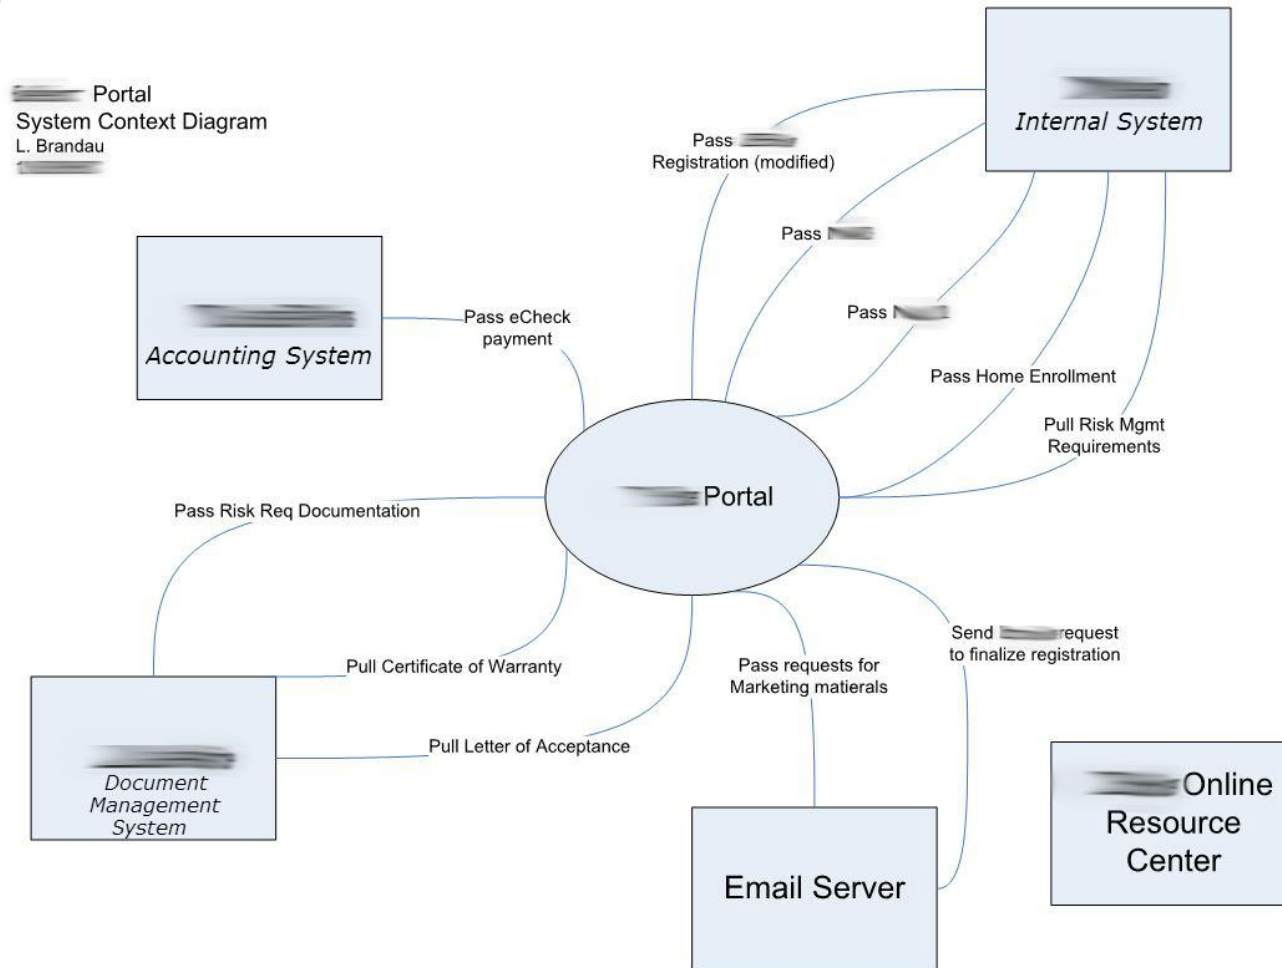 Portal
System Context Diagram
L. Brandau
Internal System
Pass
Registration (modified)
Pass
Pass
Accounting System
Pass eCheck
payment
Pass Home Enrollment
Pull Risk Mgmt
Requirements
Portal
Pass Risk Req Documentation
Pull Certificate of Warranty
Pull Letter of Acceptance
Pass requests for
Marketing matierals
Send request
to finalize registration
Document
Management
System
Email Server
Online
Resource
Center